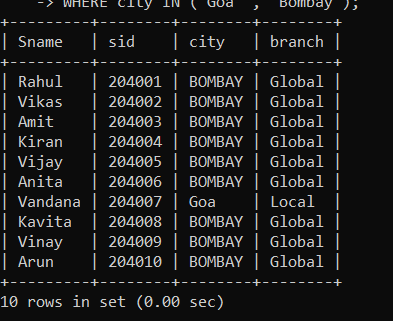 -> WHERE city IN ( 'Goa' , 'Bombay');
+---------+--------+--------+--------+
| Sname   | sid    | city   | branch |
+---------+--------+--------+--------+
| Rahul   | 204001 | BOMBAY | Global |
| Vikas   | 204002 | BOMBAY | Global |
| Amit    | 204003 | BOMBAY | Global |
| Kiran   | 204004 | BOMBAY | Global |
| Vijay   | 204005 | BOMBAY | Global |
| Anita   | 204006 | BOMBAY | Global |
| Vandana | 204007 | Goa    | Local  |
| Kavita  | 204008 | BOMBAY | Global |
| Vinay   | 204009 | BOMBAY | Global |
| Arun    | 204010 | BOMBAY | Global |
+---------+--------+--------+--------+
10 rows in set (0.00 sec)